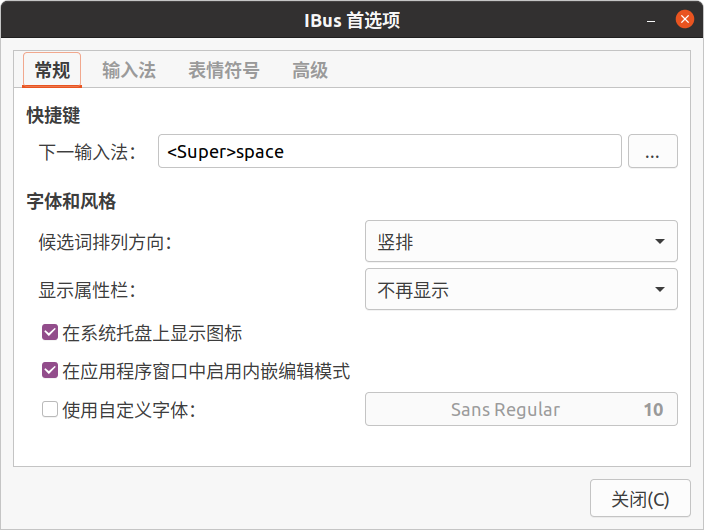 IBus 首选项
常规 输入法 表情符号 高级
快捷键
下一输入法： <Super>space ...
字体和风格
候选词排列方向： 竖排
显示属性栏： 不再显示
在系统托盘上显示图标
在应用程序窗口中启用内嵌编辑模式
使用自定义字体： Sans Regular 10
关闭(C)